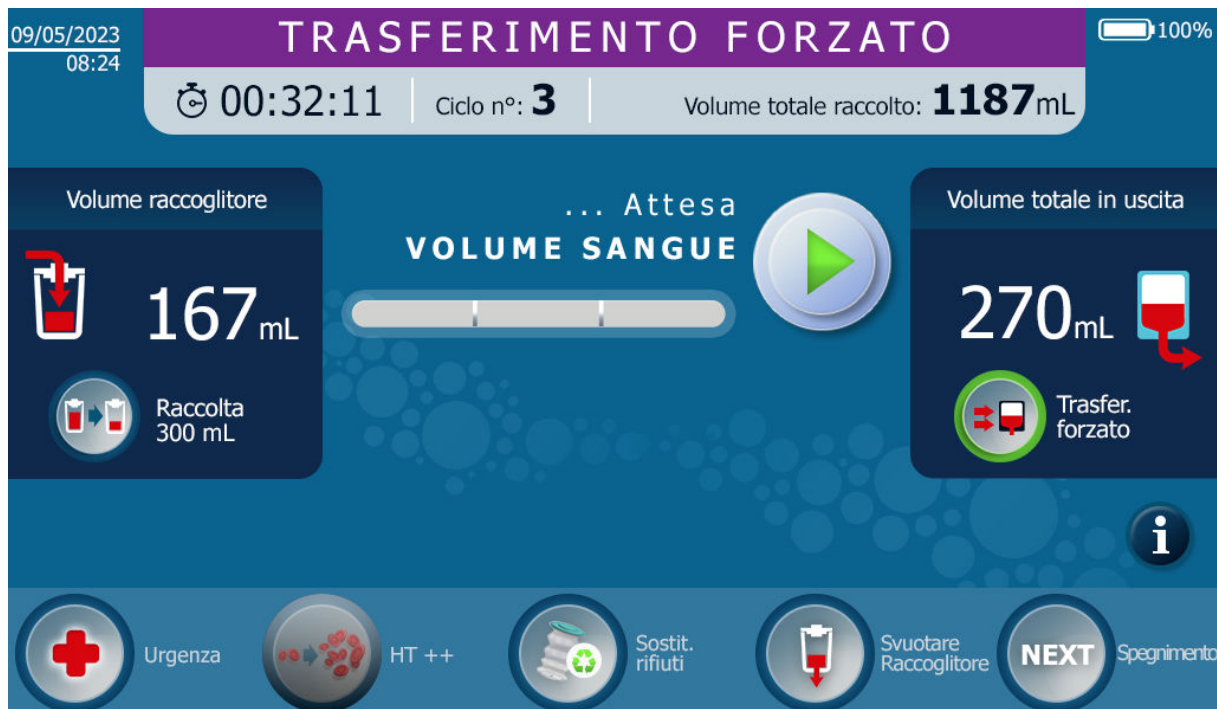 09/05/2023
08:24
TRASFERIMENTO FORZATO
100%
00:32:11
Ciclo n°: 3
Volume totale raccolto: 1187mL
Volume raccoglitore
167mL
Raccolta
300 mL
... Attesa
VOLUME SANGUE
Volume totale in uscita
270mL
Trasfer.
forzato
i
Urgenza
HT ++
Sostit.
rifiuti
Svuotare
Raccoglitore
NEXT
Spegnimento